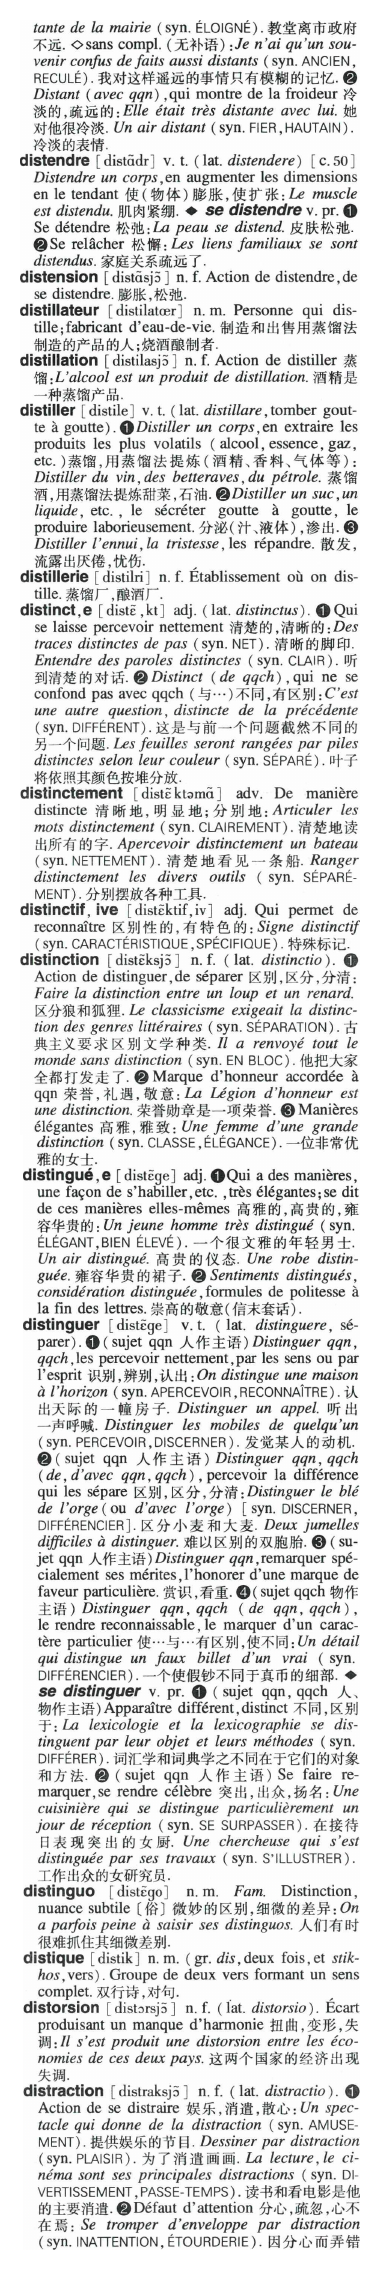 tante de la mairie (syn. ÉLOIGNÉ). 教堂离市政府
不远. ◇sans compl. (无补语):Je n'ai qu'un sou-
venir confus de faits aussi distants (syn. ANCIEN,
RECULÉ). 我对这样遥远的事情只有模糊的记忆. ❷
Distant (avec qqn),qui montre de la froideur 冷
淡的,疏远的:Elle était très distante avec lui. 她
对他很冷淡. Un air distant (syn. FIER,HAUTAIN).
冷淡的表情.
distendre [distɑ̃dr] v. t. (lat. distendere) [c.50]
Distendre un corps,en augmenter les dimensions
en le tendant 使(物体)膨胀,使扩张:Le muscle
est distendu. 肌肉紧绷. ◆ se distendre v. pr. ❶
Se détendre 松弛:La peau se distend. 皮肤松弛.
❷Se relâcher 松懈:Les liens familiaux se sont
distendus. 家庭关系疏远了.
distension [distɑ̃sjɔ̃] n. f. Action de distendre,de
se distendre. 膨胀,松弛.
distillateur [distilatœr] n. m. Personne qui dis-
tille;fabricant d'eau-de-vie. 制造和出售用蒸馏法
制造的产品的人;烧酒酿制者.
distillation [distilasjɔ̃] n. f. Action de distiller 蒸
馏:L'alcool est un produit de distillation. 酒精是
一种蒸馏产品.
distiller [distile] v. t. (lat. distillare,tomber gout-
te à goutte). ❶Distiller un corps,en extraire les
produits les plus volatils (alcool,essence,gaz,
etc.)蒸馏,用蒸馏法提炼(酒精、香料、气体等):
Distiller du vin,des betteraves,du pétrole. 蒸馏
酒,用蒸馏法提炼甜菜,石油. ❷Distiller un suc,un
liquide, etc., le sécréter goutte à goutte, le
produire laborieusement. 分泌(汁、液体),渗出. ❸
Distiller l'ennui,la tristesse,les répandre. 散发,
流露出厌倦,忧伤.
distillerie [distilri] n. f. Établissement où on dis-
tille. 蒸馏厂,酿酒厂.
distinct,e [distɛ̃,kt] adj. (lat. distinctus). ❶ Qui
se laisse percevoir nettement 清楚的,清晰的:Des
traces distinctes de pas (syn. NET). 清晰的脚印.
Entendre des paroles distinctes (syn. CLAIR). 听
到清楚的对话. ❷ Distinct (de qqch),qui ne se
confond pas avec qqch (与…)不同,有区别:C'est
une autre question, distincte de la précédente
(syn. DIFFÉRENT). 这是与前一个问题截然不同的
另一个问题. Les feuilles seront rangées par piles
distinctes selon leur couleur (syn. SÉPARÉ). 叶子
将依照其颜色按堆分放.
distinctement [distɛ̃ktəmɑ̃] adv. De manière
distincte 清晰地,明显地;分别地:Articuler les
mots distinctement (syn. CLAIREMENT). 清楚地读
出所有的字. Apercevoir distinctement un bateau
(syn. NETTEMENT). 清楚地看见一条船. Ranger
distinctement les divers outils (syn. SÉPARÉ-
MENT). 分别摆放各种工具.
distinctif, ive [distɛ̃ktif,iv] adj. Qui permet de
reconnaître 区别性的,有特色的:Signe distinctif
(syn. CARACTÉRISTIQUE,SPÉCIFIQUE). 特殊标记.
distinction [distɛ̃ksjɔ̃] n. f. (lat. distinctio). ❶
Action de distinguer,de séparer 区别,区分,分清:
Faire la distinction entre un loup et un renard.
区分狼和狐狸. Le classicisme exigeait la distinc-
tion des genres littéraires (syn. SÉPARATION). 古
典主义要求区别文学种类. Il a renvoyé tout le
monde sans distinction (syn. EN BLOC). 他把大家
全都打发走了. ❷ Marque d'honneur accordée à
qqn 荣誉,礼遇,敬意:La Légion d'honneur est
une distinction. 荣誉勋章是一项荣誉. ❸Manières
élégantes 高雅,雅致:Une femme d'une grande
distinction (syn. CLASSE,ÉLÉGANCE). 一位非常优
雅的女士.
distingué,e [distɛ̃ge] adj. ❶Qui a des manières,
une façon de s'habiller,etc.,très élégantes;se dit
de ces manières elles-mêmes 高雅的,高贵的,雍
容华贵的:Un jeune homme très distingué (syn.
ÉLÉGANT,BIEN ÉLEVÉ). 一个很文雅的年轻男士.
Un air distingué. 高贵的仪态. Une robe distin-
guée. 雍容华贵的裙子. ❷ Sentiments distingués,
considération distinguée,formules de politesse à
la fin des lettres. 崇高的敬意(信末套话).
distinguer [distɛ̃ge] v. t. (lat. distinguere, sé-
parer). ❶(sujet qqn 人作主语) Distinguer qqn,
qqch,les percevoir nettement,par les sens ou par
l'esprit 识别,辨别,认出:On distingue une maison
à l'horizon (syn. APERCEVOIR,RECONNAÎTRE). 认
出天际的一幢房子. Distinguer un appel. 听出
一声呼喊. Distinguer les mobiles de quelqu'un
(syn. PERCEVOIR,DISCERNER). 发觉某人的动机.
❷(sujet qqn 人作主语) Distinguer qqn, qqch
(de,d'avec qqn,qqch), percevoir la différence
qui les sépare 区别,区分,分清:Distinguer le blé
de l'orge (ou d'avec l'orge) [syn. DISCERNER,
DIFFÉRENCIER]. 区分小麦和大麦. Deux jumelles
difficiles à distinguer. 难以区别的双胞胎. ❸(su-
jet qqn 人作主语)Distinguer qqn,remarquer spé-
cialement ses mérites,l'honorer d'une marque de
faveur particulière. 赏识,看重. ❹(sujet qqch 物作
主语) Distinguer qqn, qqch (de qqn, qqch),
le rendre reconnaissable, le marquer d'un carac-
tère particulier 使…与…有区别,使不同:Un détail
qui distingue un faux billet d'un vrai (syn.
DIFFÉRENCIER). 一个使假钞不同于真币的细部. ◆
se distinguer v. pr. ❶ (sujet qqn, qqch 人、
物作主语)Apparaître différent,distinct 不同,区别
于:La lexicologie et la lexicographie se dis-
tinguent par leur objet et leurs méthodes (syn.
DIFFÉRER). 词汇学和词典学之不同在于它们的对象
和方法. ❷ (sujet qqn 人作主语) Se faire re-
marquer,se rendre célèbre 突出,出众,扬名:Une
cuisinière qui se distingue particulièrement un
jour de réception (syn. SE SURPASSER). 在接待
日表现突出的女厨. Une chercheuse qui s'est
distinguée par ses travaux (syn. S'ILLUSTRER).
工作出众的女研究员.
distinguo [distɛ̃go] n. m. Fam. Distinction,
nuance subtile [俗] 微妙的区别,细微的差异:On
a parfois peine à saisir ses distinguos. 人们有时
很难抓住其细微差别.
distique [distik] n. m. (gr. dis,deux fois,et stik-
hos,vers). Groupe de deux vers formant un sens
complet. 双行诗,对句.
distorsion [distɔrsjɔ̃] n. f. (lat. distorsio). Écart
produisant un manque d'harmonie 扭曲,变形,失
调:Il s'est produit une distorsion entre les éco-
nomies de ces deux pays. 这两个国家的经济出现
失调.
distraction [distraksjɔ̃] n. f. (lat. distractio). ❶
Action de se distraire 娱乐,消遣,散心:Un spec-
tacle qui donne de la distraction (syn. AMUSE-
MENT). 提供娱乐的节目. Dessiner par distraction
(syn. PLAISIR). 为了消遣画画. La lecture,le ci-
néma sont ses principales distractions (syn. DI-
VERTISSEMENT,PASSE-TEMPS). 读书和看电影是他
的主要消遣. ❷Défaut d'attention 分心,疏忽,心不
在焉: Se tromper d'enveloppe par distraction
(syn. INATTENTION, ÉTOURDERIE). 因分心而弄错